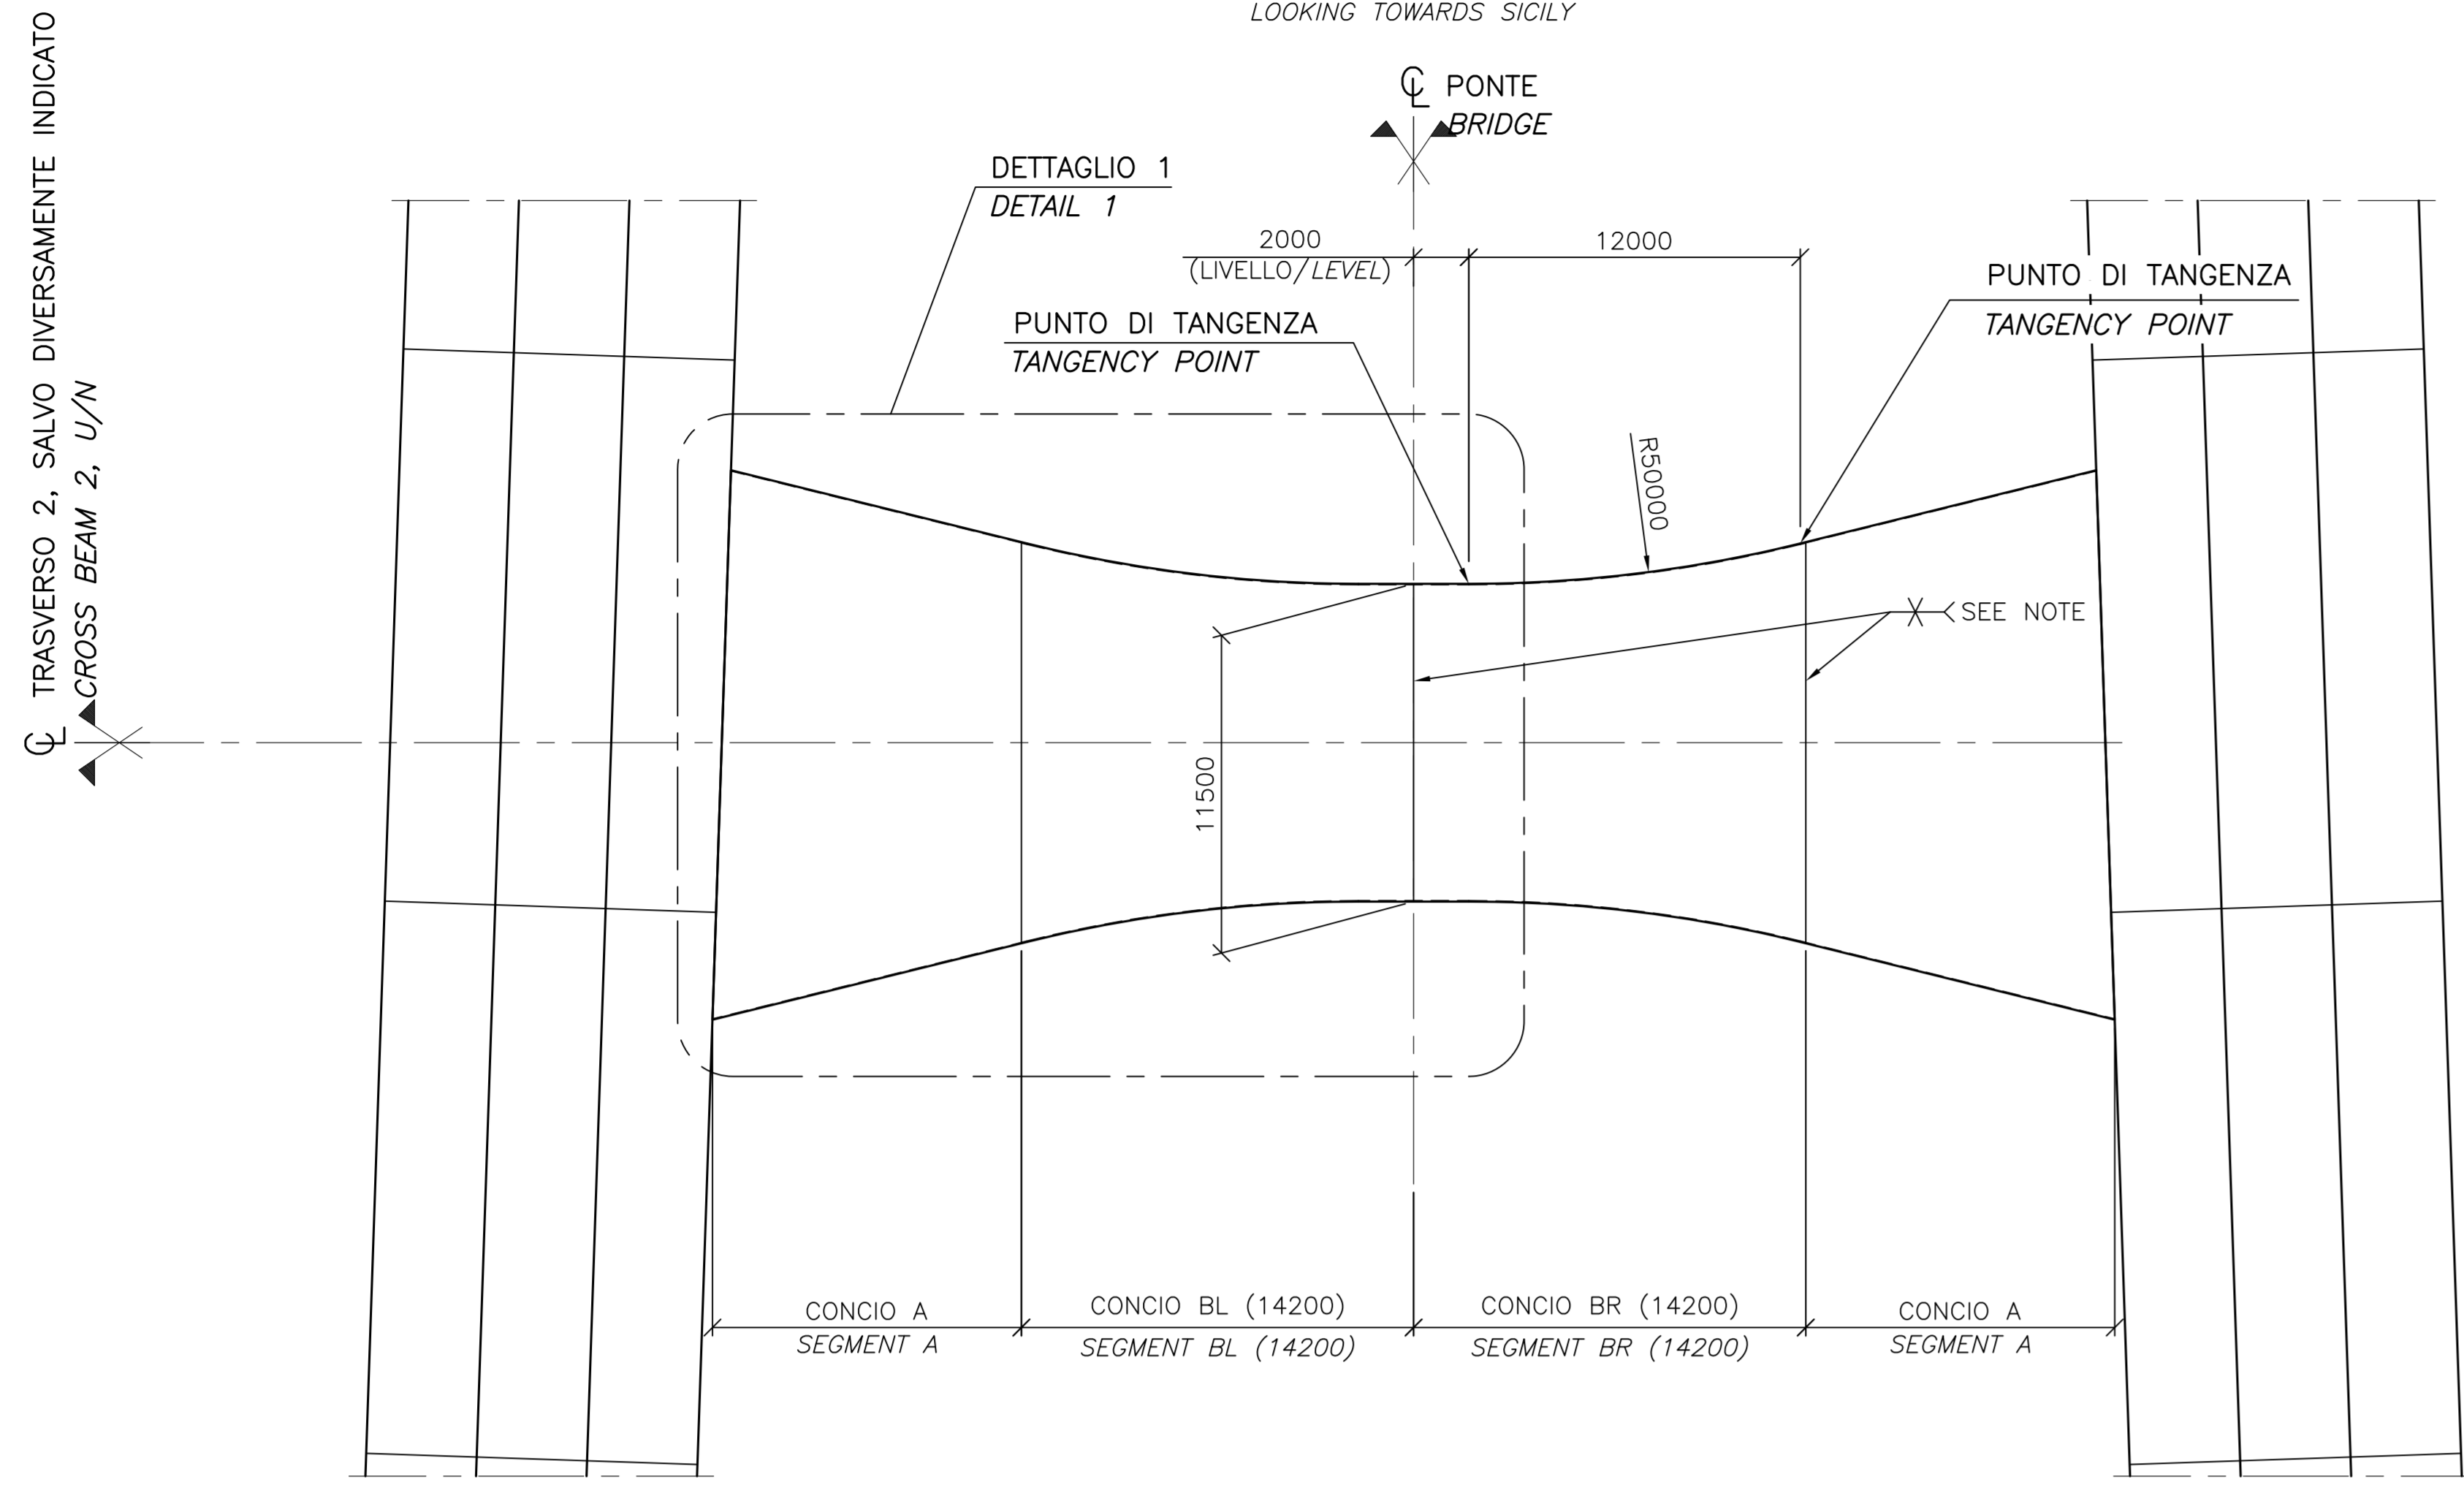 LOOKING TOWARDS SICILY
℄ PONTE
BRIDGE
DETTAGLIO 1
DETAIL 1
2000
(LIVELLO/LEVEL)
12000
PUNTO DI TANGENZA
TANGENCY POINT
PUNTO DI TANGENZA
TANGENCY POINT
R50000
SEE NOTE
11500
℄ TRASVERSO 2, SALVO DIVERSAMENTE INDICATO
CROSS BEAM 2, U/N
CONCIO A
SEGMENT A
CONCIO BL (14200)
SEGMENT BL (14200)
CONCIO BR (14200)
SEGMENT BR (14200)
CONCIO A
SEGMENT A